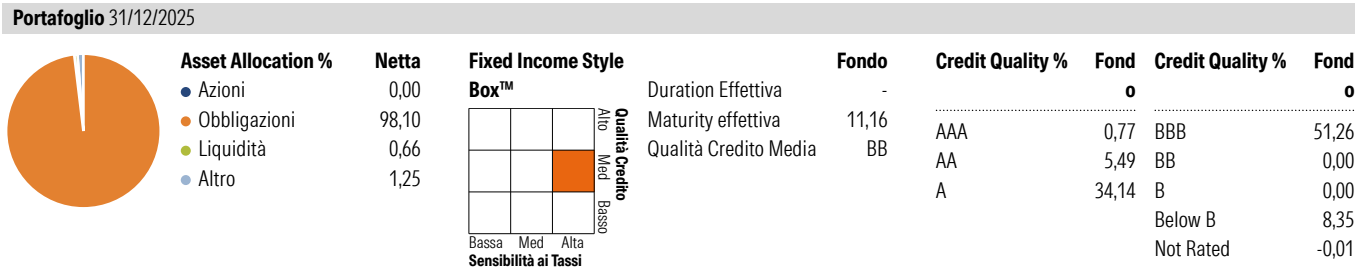 Portafoglio 31/12/2025
Asset Allocation % Netta
Azioni 0,00
Obbligazioni 98,10
Liquidità 0,66
Altro 1,25
Fixed Income Style
Box™
Alto Med Basso
Qualità Credito
Bassa Med Alta
Sensibilità ai Tassi
Fondo
Duration Effettiva -
Maturity effettiva 11,16
Qualità Credito Media BB
Credit Quality % Fond
o
AAA 0,77
AA 5,49
A 34,14
Credit Quality % Fond
o
BBB 51,26
BB 0,00
B 0,00
Below B 8,35
Not Rated -0,01